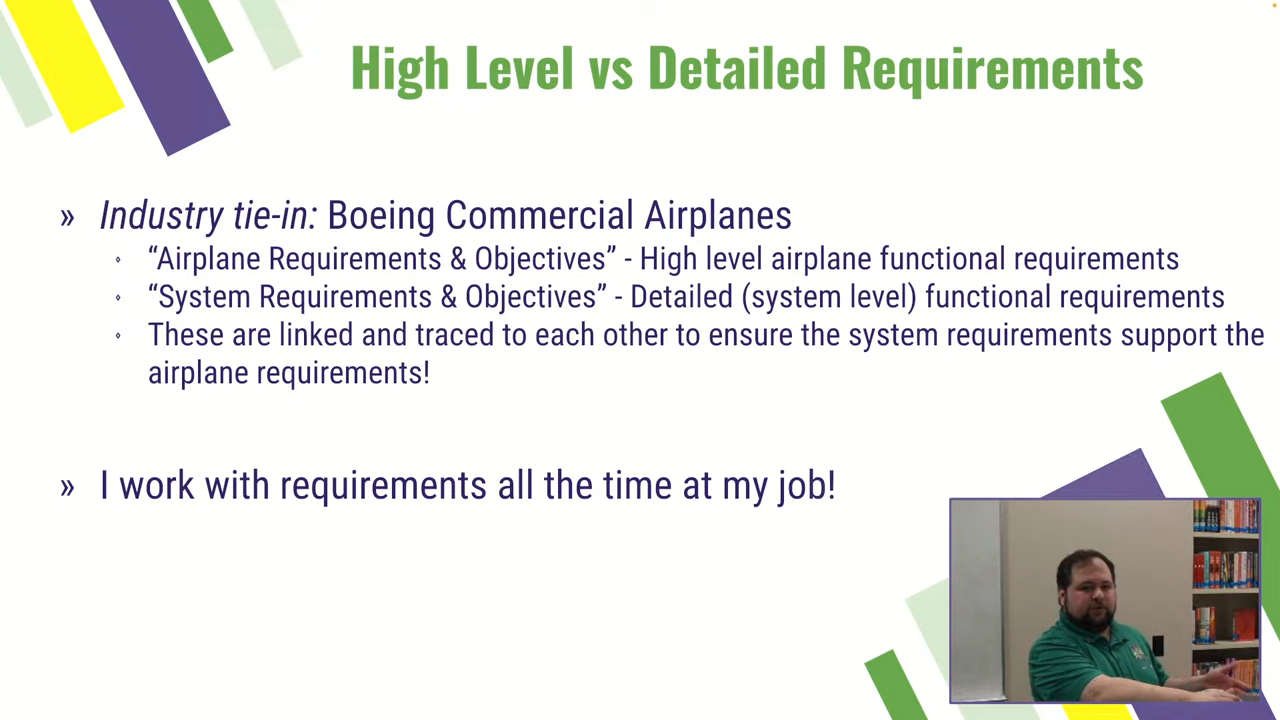 High Level vs Detailed Requirements
» Industry tie-in: Boeing Commercial Airplanes
“Airplane Requirements & Objectives” - High level airplane functional requirements
“System Requirements & Objectives” - Detailed (system level) functional requirements
These are linked and traced to each other to ensure the system requirements support the
airplane requirements!
» I work with requirements all the time at my job!